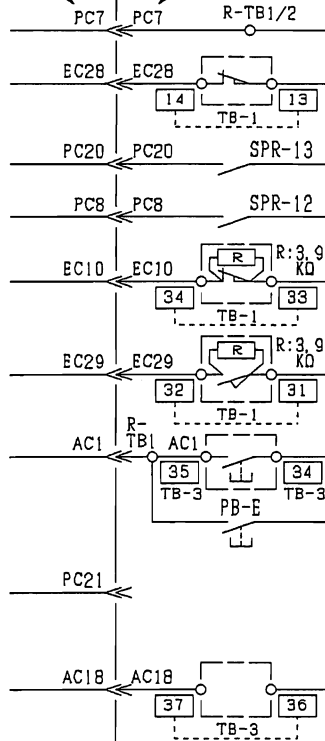 PC7 PC7 R-TB1/2
EC28 EC28
14 13
TB-1
PC20 PC20 SPR-13
PC8 PC8 SPR-12
EC10 EC10 R R:3,9
KΩ
34 33
TB-1
EC29 EC29 R R:3,9
KΩ
32 31
TB-1
R-
TB1
AC1 AC1
35 34
TB-3 TB-3
PB-E
PC21
AC18 AC18
37 36
TB-3